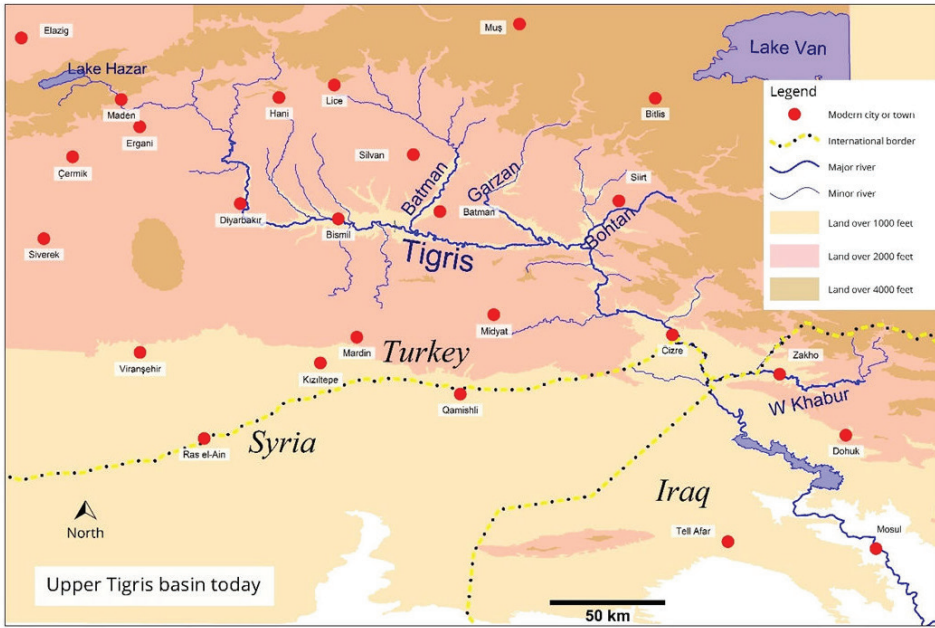 Elazig
Muş
Lake Van
Lake Hazar
Maden
Hani
Lice
Bitlis
Legend
Modern city or town
International border
Major river
Minor river
Land over 1000 feet
Land over 2000 feet
Land over 4000 feet
Ergani
Çermik
Silvan
Batman
Garzan
Siirt
Diyarbakır
Bismil
Batman
Bohtan
Siverek
Tigris
Midyat
Mardin
Turkey
Cizre
Viranşehir
Kızıltepe
Zakho
Qamishli
W Khabur
Ras el-Ain
Syria
Dohuk
Iraq
North
Tell Afar
Mosul
Upper Tigris basin today
50 km